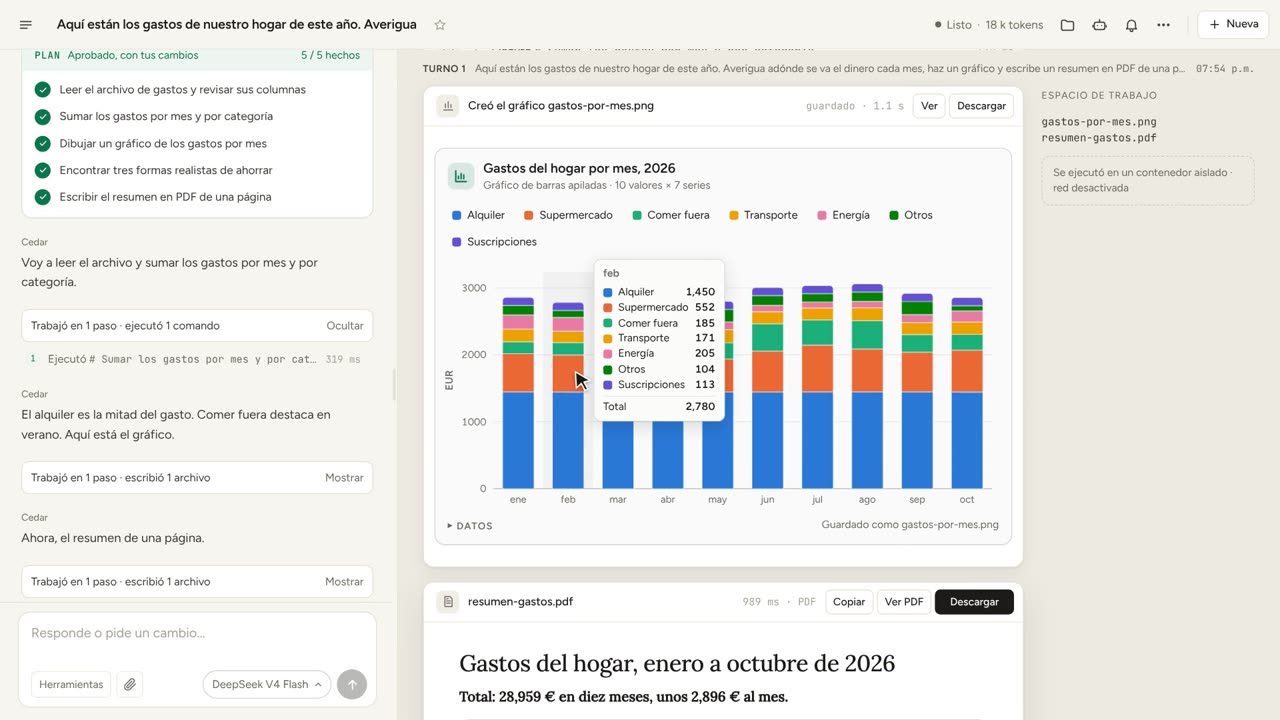 Aquí están los gastos de nuestro hogar de este año. Averigua
Listo · 18 k tokens
Nueva
PLAN Aprobado, con tus cambios 5 / 5 hechos
Leer el archivo de gastos y revisar sus columnas
Sumar los gastos por mes y por categoría
Dibujar un gráfico de los gastos por mes
Encontrar tres formas realistas de ahorrar
Escribir el resumen en PDF de una página
Cedar
Voy a leer el archivo y sumar los gastos por mes y por
categoría.
Trabajó en 1 paso · ejecutó 1 comando Ocultar
1 Ejecutó # Sumar los gastos por mes y por cat… 319 ms
Cedar
El alquiler es la mitad del gasto. Comer fuera destaca en
verano. Aquí está el gráfico.
Trabajó en 1 paso · escribió 1 archivo Mostrar
Cedar
Ahora, el resumen de una página.
Trabajó en 1 paso · escribió 1 archivo Mostrar
Responde o pide un cambio...
Herramientas
DeepSeek V4 Flash
TURNO 1 Aquí están los gastos de nuestro hogar de este año. Averigua adónde se va el dinero cada mes, haz un gráfico y escribe un resumen en PDF de una p… 07:54 p.m.
Creó el gráfico gastos-por-mes.png guardado · 1.1 s Ver Descargar
Gastos del hogar por mes, 2026
Gráfico de barras apiladas · 10 valores × 7 series
Alquiler Supermercado Comer fuera Transporte Energía Otros
Suscripciones
EUR
3000
2000
1000
0
feb
Alquiler 1,450
Supermercado 552
Comer fuera 185
Transporte 171
Energía 205
Otros 104
Suscripciones 113
Total 2,780
ene feb mar abr may jun jul ago sep oct
DATOS Guardado como gastos-por-mes.png
resumen-gastos.pdf 989 ms · PDF Copiar Ver PDF Descargar
Gastos del hogar, enero a octubre de 2026
Total: 28,959 € en diez meses, unos 2,896 € al mes.
ESPACIO DE TRABAJO
gastos-por-mes.png
resumen-gastos.pdf
Se ejecutó en un contenedor aislado ·
red desactivada